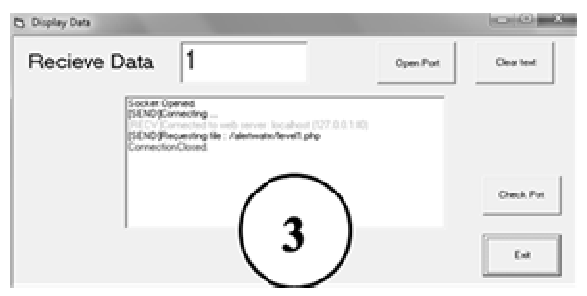 Display Data
Recieve Data 1 Open Port Clear text
Socket Opened
[SEND]Connecting ...
[RECV]Connected to web server: localhost (127.0.0.1:80)
[SEND]Requesting file : /alertwate/level1.php
ConnectionClosed
Check Port
3
Exit